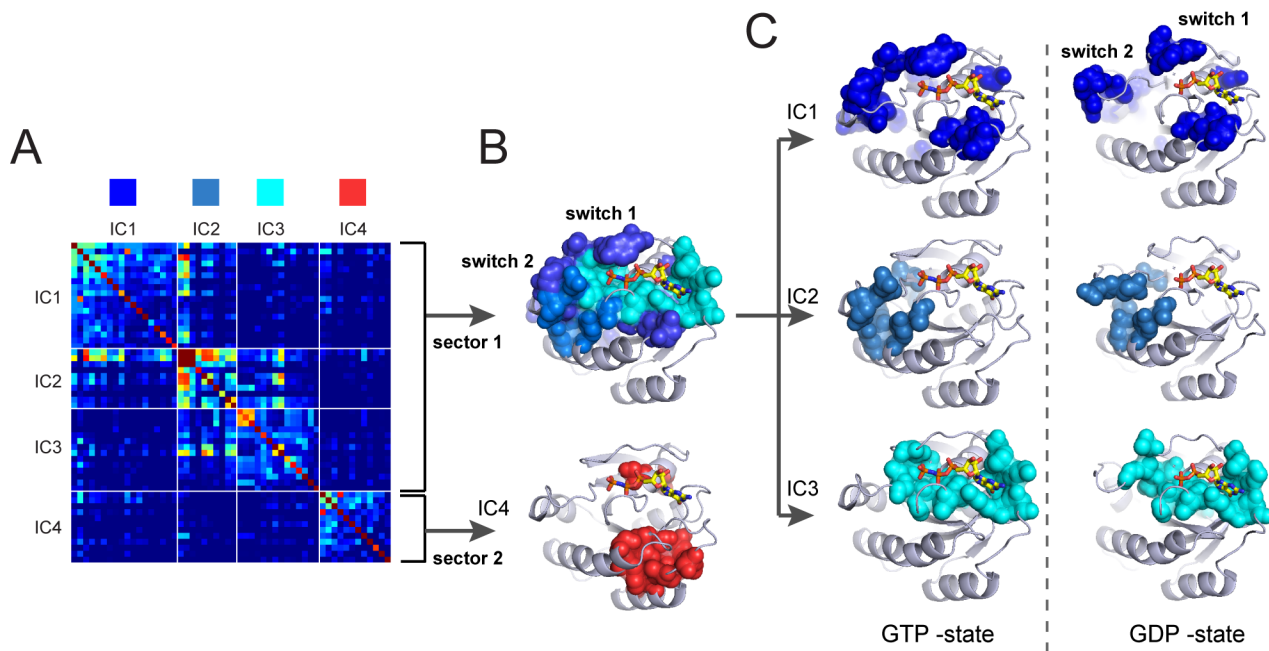 A
IC1
IC2
IC3
IC4
IC1
IC2
IC3
IC4
sector 1
sector 2
B
switch 1
switch 2
IC4
C
IC1
IC2
IC3
switch 1
switch 2
GTP -state
GDP -state